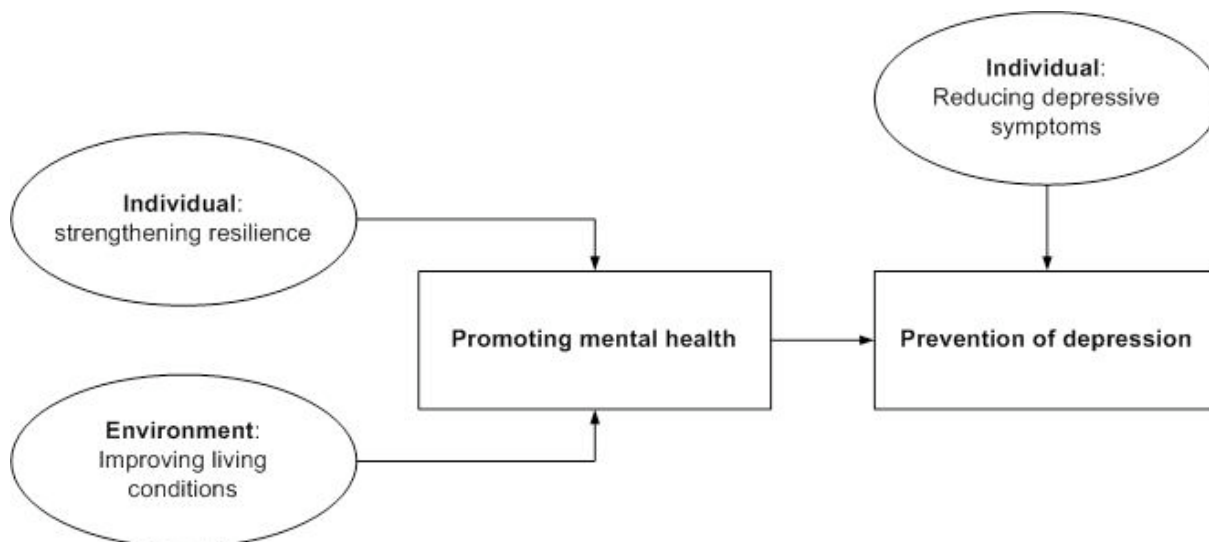 Individual:
Reducing depressive
symptoms
Individual:
strengthening resilience
Promoting mental health
Prevention of depression
Environment:
Improving living
conditions